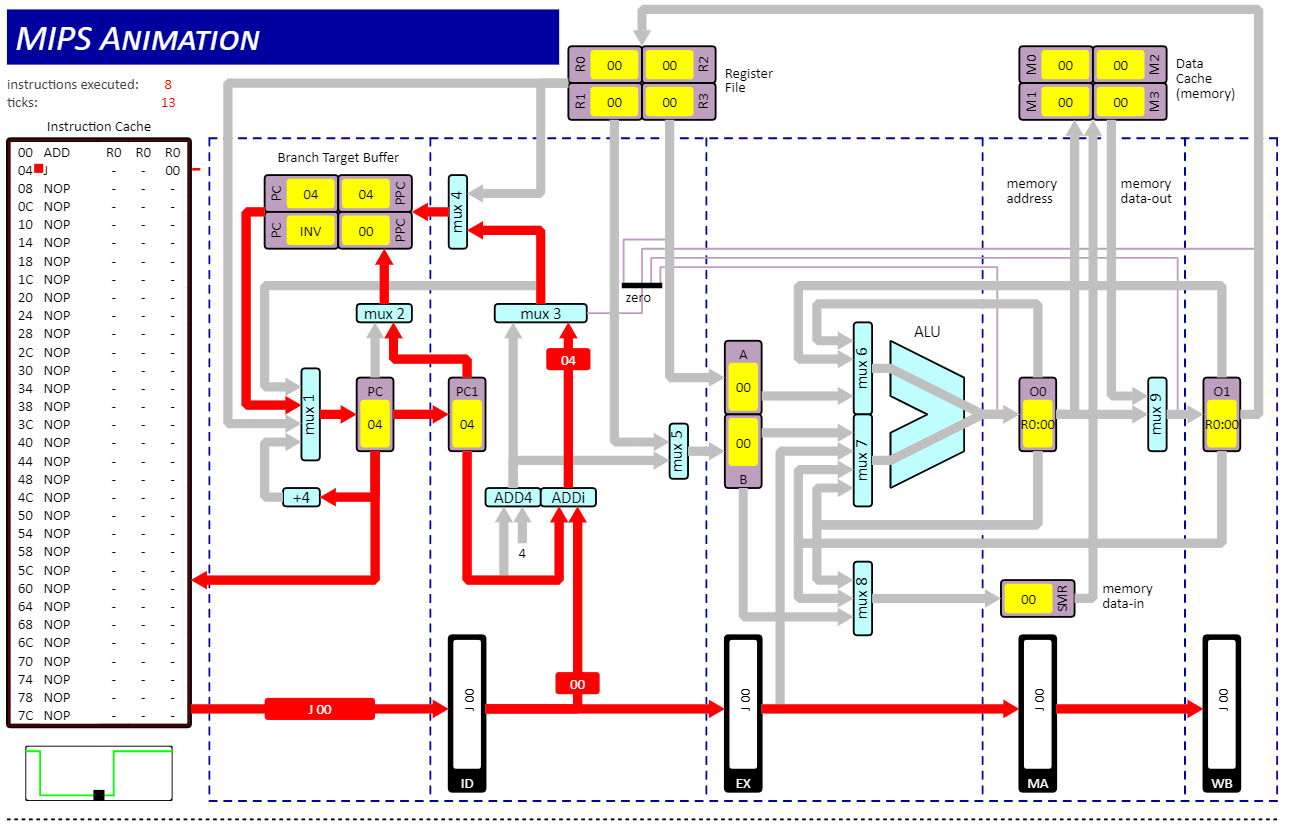 MIPS ANIMATION
instructions executed: 8
ticks: 13
Instruction Cache
00 ADD R0 R0 R0
04 J - - 00
08 NOP - - -
0C NOP - - -
10 NOP - - -
14 NOP - - -
18 NOP - - -
1C NOP - - -
20 NOP - - -
24 NOP - - -
28 NOP - - -
2C NOP - - -
30 NOP - - -
34 NOP - - -
38 NOP - - -
3C NOP - - -
40 NOP - - -
44 NOP - - -
48 NOP - - -
4C NOP - - -
50 NOP - - -
54 NOP - - -
58 NOP - - -
5C NOP - - -
60 NOP - - -
64 NOP - - -
68 NOP - - -
6C NOP - - -
70 NOP - - -
74 NOP - - -
78 NOP - - -
7C NOP - - -
R0 00 00 R2
R1 00 00 R3
Register
File
M0 00 00 M2
M1 00 00 M3
Data
Cache
(memory)
Branch Target Buffer
PC 04 04 PPC
PC INV 00 PPC
mux 4
memory
address
memory
data-out
zero
mux 2
mux 3
ALU
04
mux 1
PC
04
PC1
04
A
00
00
B
mux 5
mux 6
mux 7
O0
R0:00
mux 9
O1
R0:00
+4
ADD4
ADDi
4
mux 8
00 SMR
memory
data-in
00
J 00
J 00
J 00
J 00
J 00
ID
EX
MA
WB